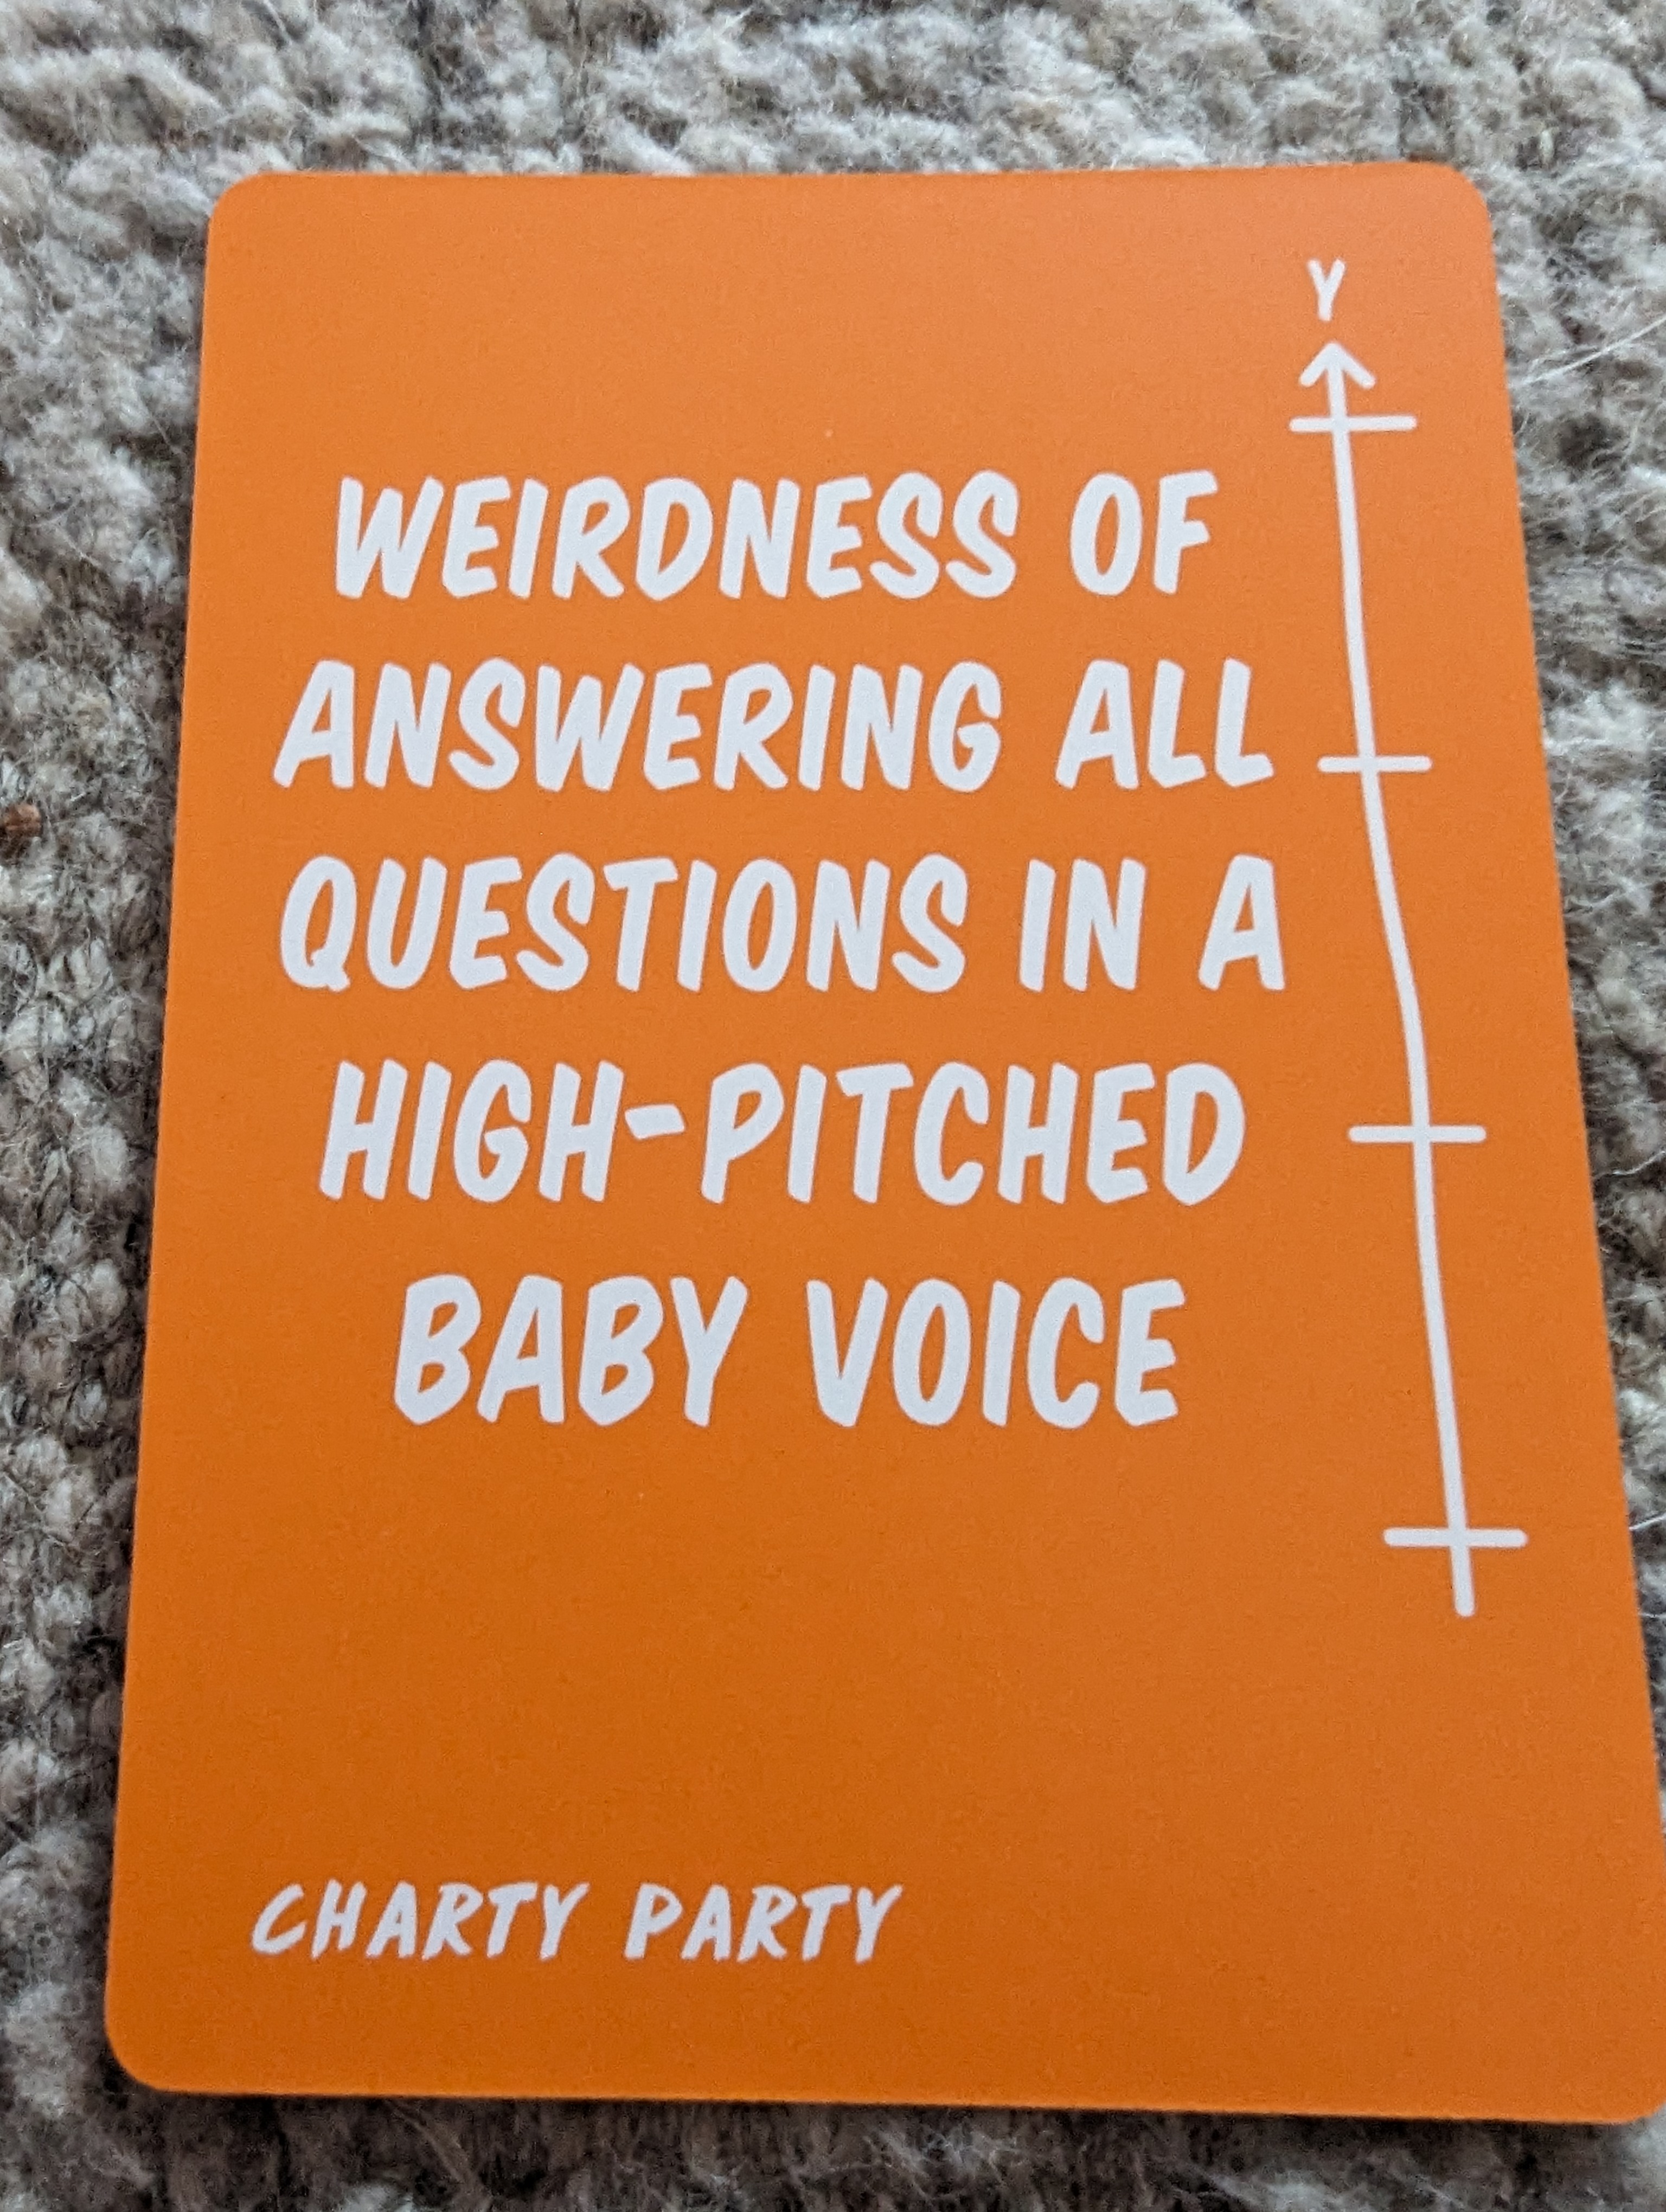 Y
WEIRDNESS OF
ANSWERING ALL
QUESTIONS IN A
HIGH-PITCHED
BABY VOICE
CHARTY PARTY